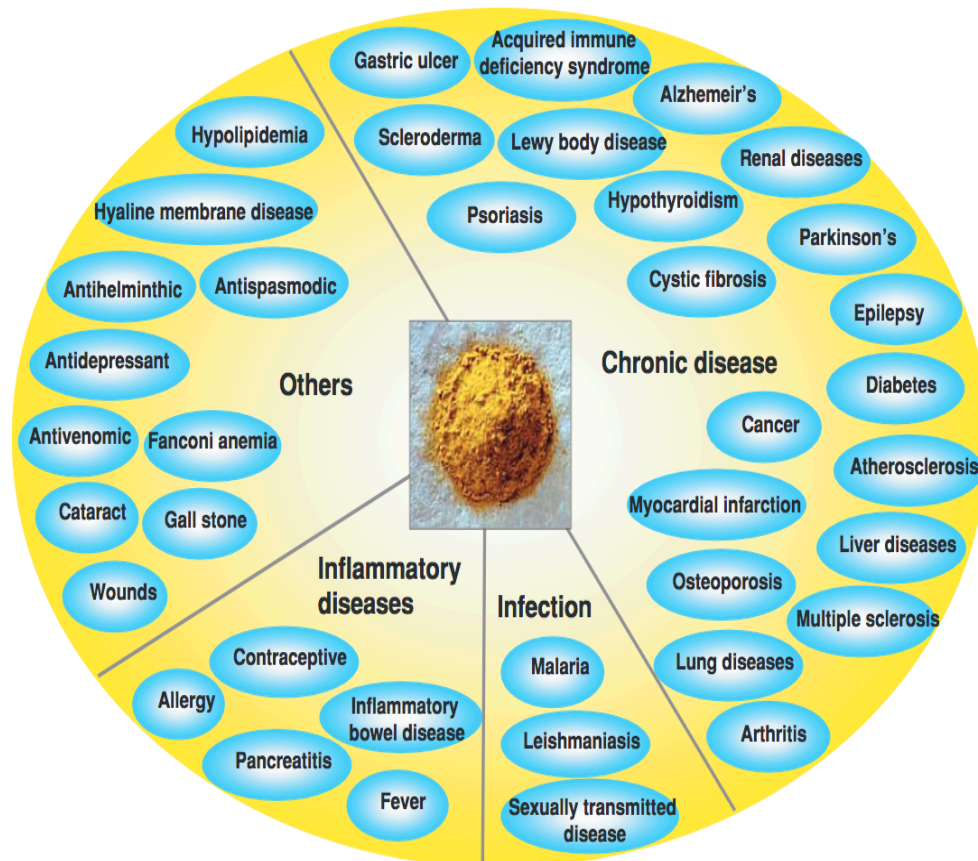 Gastric ulcer
Acquired immune
deficiency syndrome
Alzhemeir's
Scleroderma
Lewy body disease
Renal diseases
Psoriasis
Hypothyroidism
Parkinson's
Cystic fibrosis
Epilepsy
Chronic disease
Diabetes
Cancer
Atherosclerosis
Myocardial infarction
Liver diseases
Osteoporosis
Multiple sclerosis
Lung diseases
Arthritis
Infection
Malaria
Leishmaniasis
Sexually transmitted
disease
Inflammatory
diseases
Contraceptive
Allergy
Inflammatory
bowel disease
Pancreatitis
Fever
Others
Hypolipidemia
Hyaline membrane disease
Antihelminthic
Antispasmodic
Antidepressant
Antivenomic
Fanconi anemia
Cataract
Gall stone
Wounds